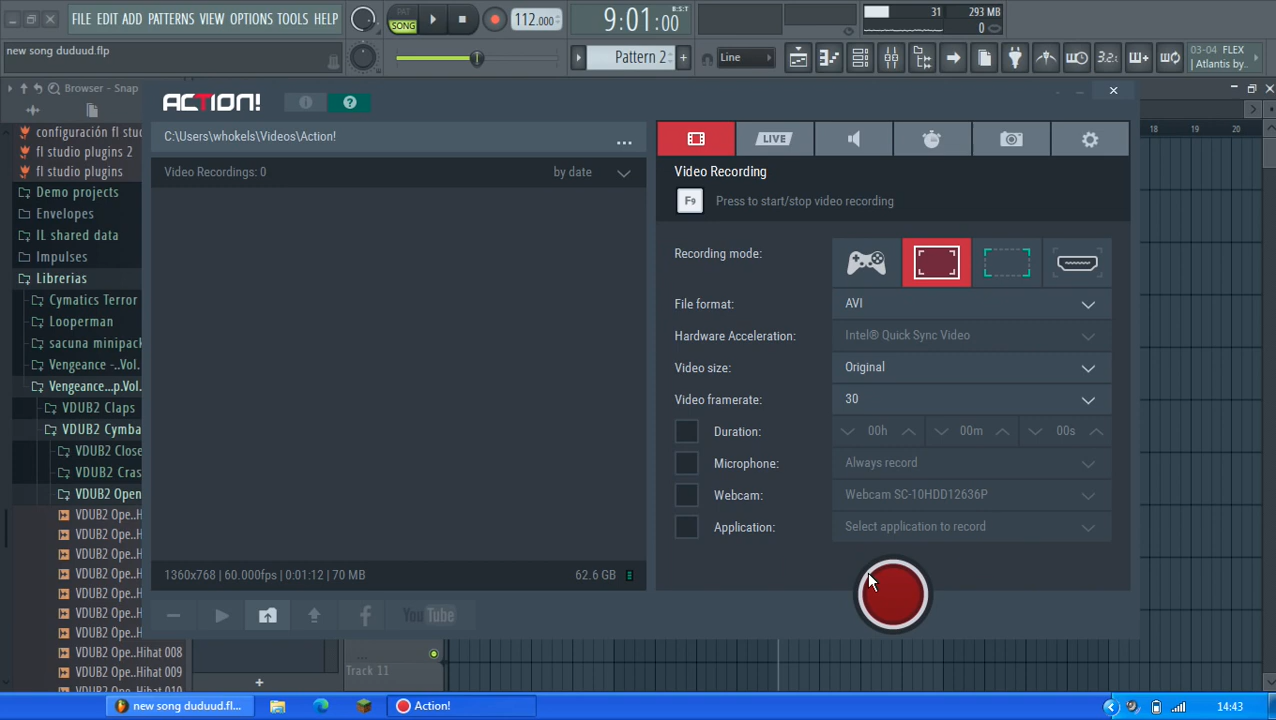 FILE EDIT ADD PATTERNS VIEW OPTIONS TOOLS HELP
PAT
SONG
112.000
9:01:00
B:S:T
31
293 MB
0
new song duduud.flp
Pattern 2
+
Line
03-04 FLEX
Atlantis by
Browser - Snap
configuración fl stud
fl studio plugins 2
fl studio plugins
Demo projects
Envelopes
IL shared data
Impulses
Librerias
Cymatics Terror
Looperman
sacuna minipack
Vengeance -..Vol.
Vengeance...p.Vol.
VDUB2 Claps
VDUB2 Cymba
VDUB2 Close
VDUB2 Cras
VDUB2 Open
VDUB2 Ope..H
VDUB2 Ope..H
VDUB2 Ope..H
VDUB2 Ope..H
VDUB2 Ope..H
VDUB2 Ope..H
VDUB2 Ope..H
VDUB2 Ope..Hihat 008
VDUB2 Ope..Hihat 009
VDUB2 Ope..Hihat 010
ACTION!
C:\Users\whokels\Videos\Action!
...
Video Recordings: 0
by date
1360x768 | 60.000fps | 0:01:12 | 70 MB
62.6 GB
YouTube
LIVE
Video Recording
F9
Press to start/stop video recording
Recording mode:
File format:
AVI
Hardware Acceleration:
Intel® Quick Sync Video
Video size:
Original
Video framerate:
30
Duration:
00h
00m
00s
Microphone:
Always record
Webcam:
Webcam SC-10HDD12636P
Application:
Select application to record
17
18
19
20
Track 11
+
new song duduud.fl...
Action!
14:43